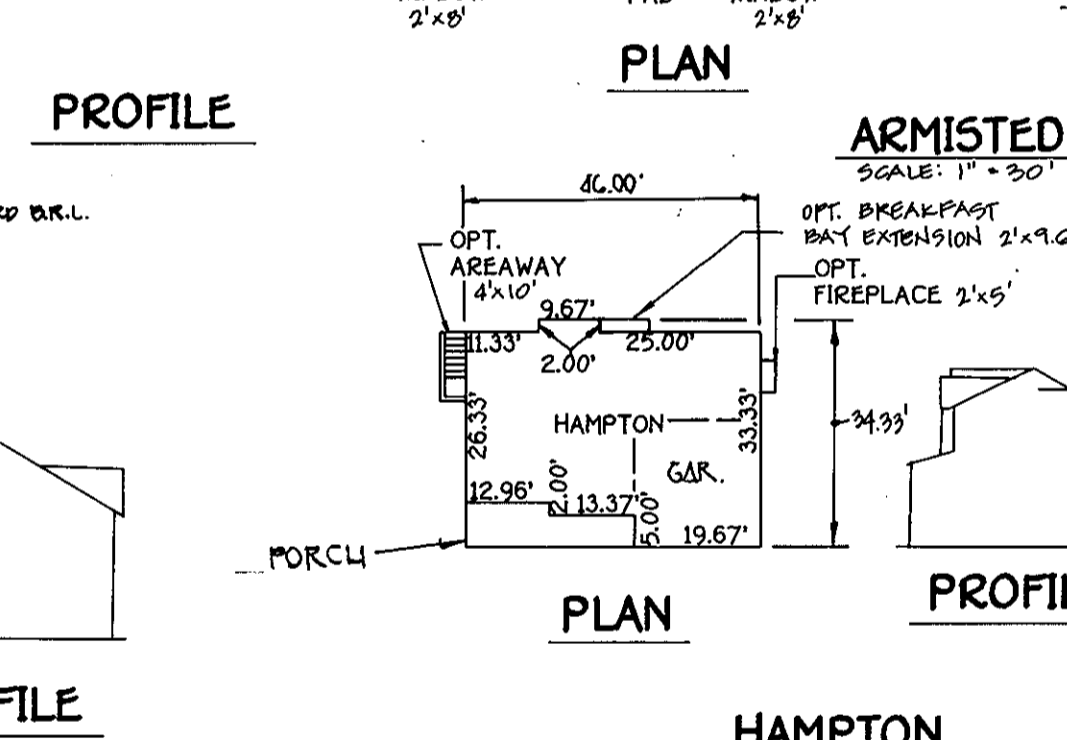 2'x8'
2'x8'
PLAN
PROFILE
ARMISTED
SCALE: 1" = 30'
B.R.L.
46.00'
OPT. BREAKFAST
BAY EXTENSION 2'x9.6
OPT.
AREAWAY
4'x10'
OPT.
FIREPLACE 2'x5'
9.67'
11.33'
2.00'
25.00'
26.33'
HAMPTON
33.33'
34.33'
GAR.
12.96'
2.00'
13.37'
5.00'
19.67'
PORCH
PLAN
PROFIL
FILE
HAMPTON